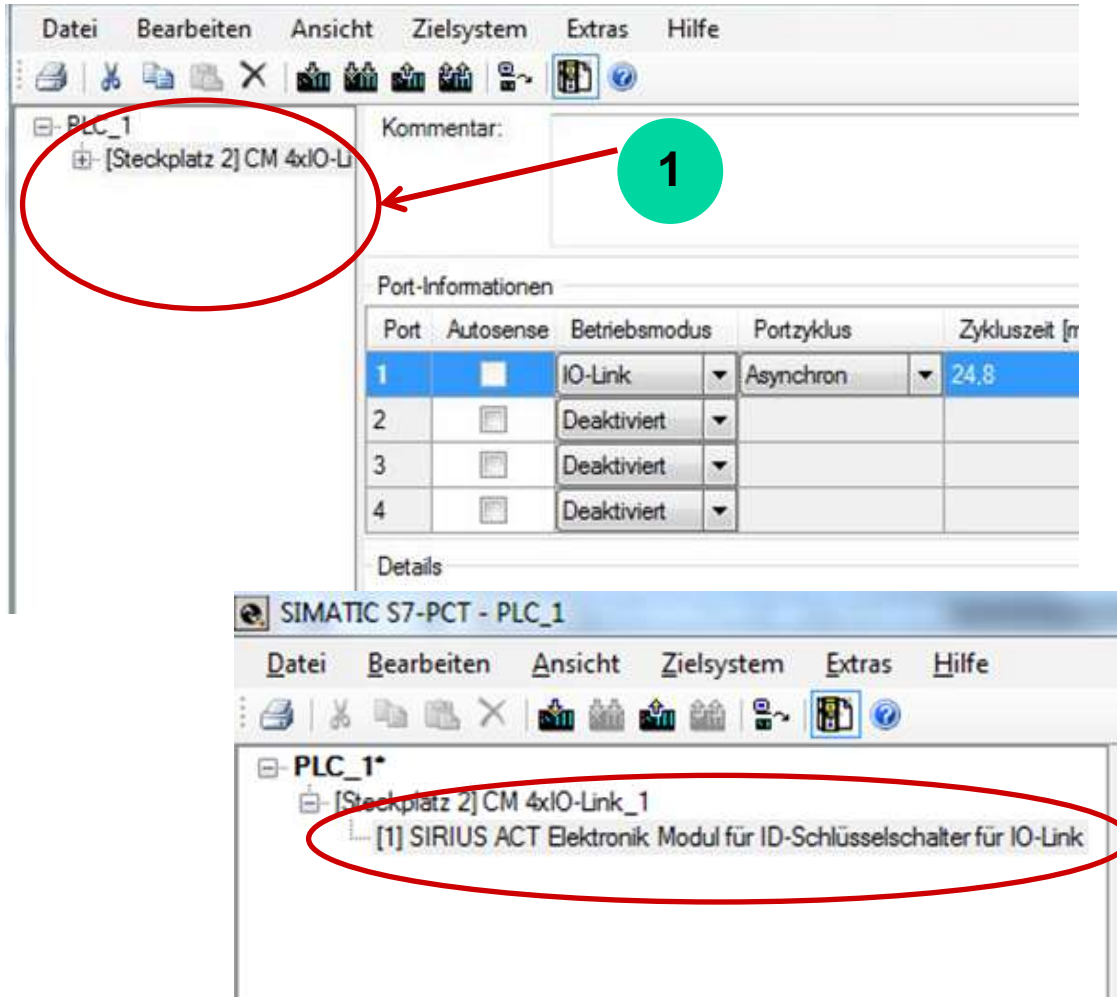 Datei Bearbeiten Ansicht Zielsystem Extras Hilfe
PLC_1
[Steckplatz 2] CM 4xIO-Li
Kommentar:
1
Port-Informationen
Port Autosense Betriebsmodus Portzyklus Zykluszeit [m
1 IO-Link Asynchron 24,8
2 Deaktiviert
3 Deaktiviert
4 Deaktiviert
Details
SIMATIC S7-PCT - PLC_1
Datei Bearbeiten Ansicht Zielsystem Extras Hilfe
PLC_1*
[Steckplatz 2] CM 4xIO-Link_1
[1] SIRIUS ACT Elektronik Modul für ID-Schlüsselschalter für IO-Link